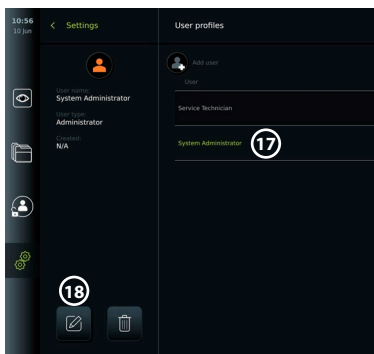 10:56
10 Jun
Settings
User profiles
Add user
User
User name:
System Administrator
User type:
Administrator
Created:
N/A
Service Technician
System Administrator
17
18